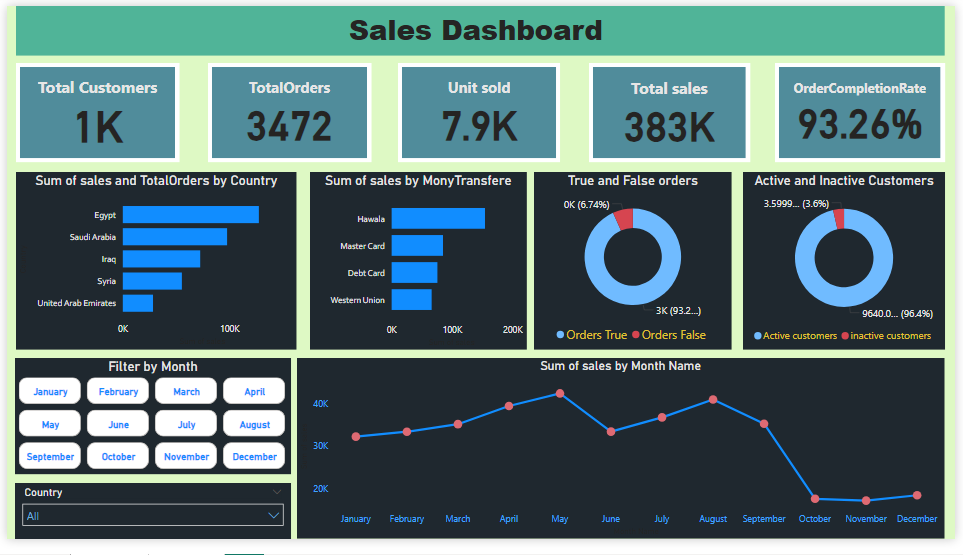 Sales Dashboard
Total Customers
1K
TotalOrders
3472
Unit sold
7.9K
Total sales
383K
OrderCompletionRate
93.26%
Sum of sales and TotalOrders by Country
Egypt
Saudi Arabia
Iraq
Syria
United Arab Emirates
0K 100K
Sum of sales by MonyTransfere
Hawala
Master Card
Debt Card
Western Union
0K 100K 200K
True and False orders
0K (6.74%)
3K (93.2...)
Orders True Orders False
Active and Inactive Customers
3.5999... (3.6%)
9640.0... (96.4%)
Active customers inactive customers
Filter by Month
January February March April
May June July August
September October November December
Country
All
Sum of sales by Month Name
40K
30K
20K
January February March April May June July August September October November December